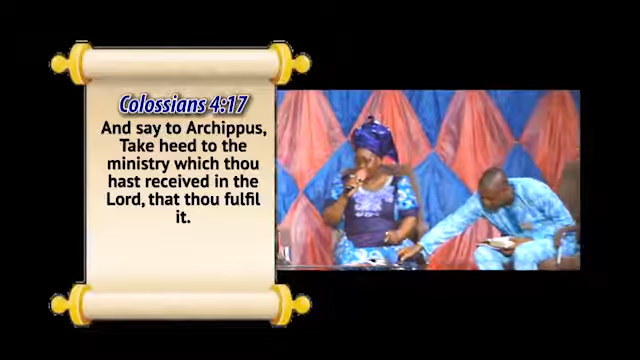 Colossians 4:17
And say to Archippus,
Take heed to the
ministry which thou
hast received in the
Lord, that thou fulfil
it.